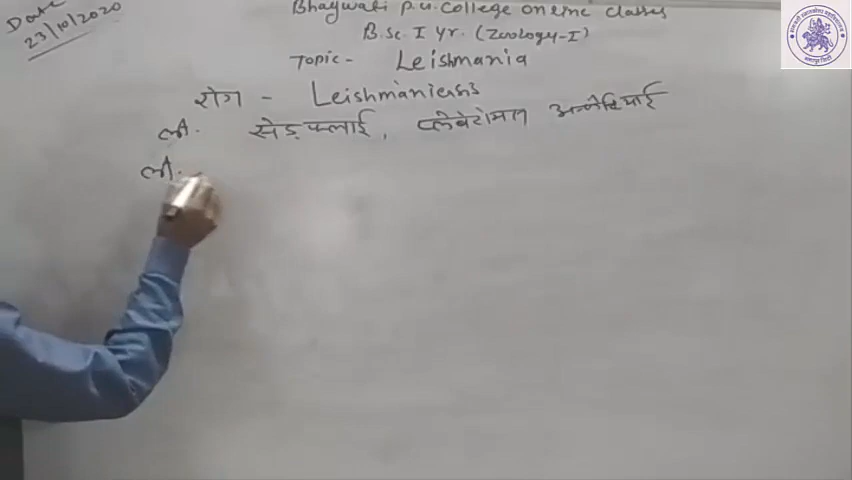 Date
23/10/2020
Bhagwati P.G. College online classes
B.Sc. I yr. (Zoology-I)
Topic- Leishmania
रोग - Leishmaniasis
ली. सेड़फ्लाई, फ्लेबेटोमस अर्जेन्टिपाई
ली.